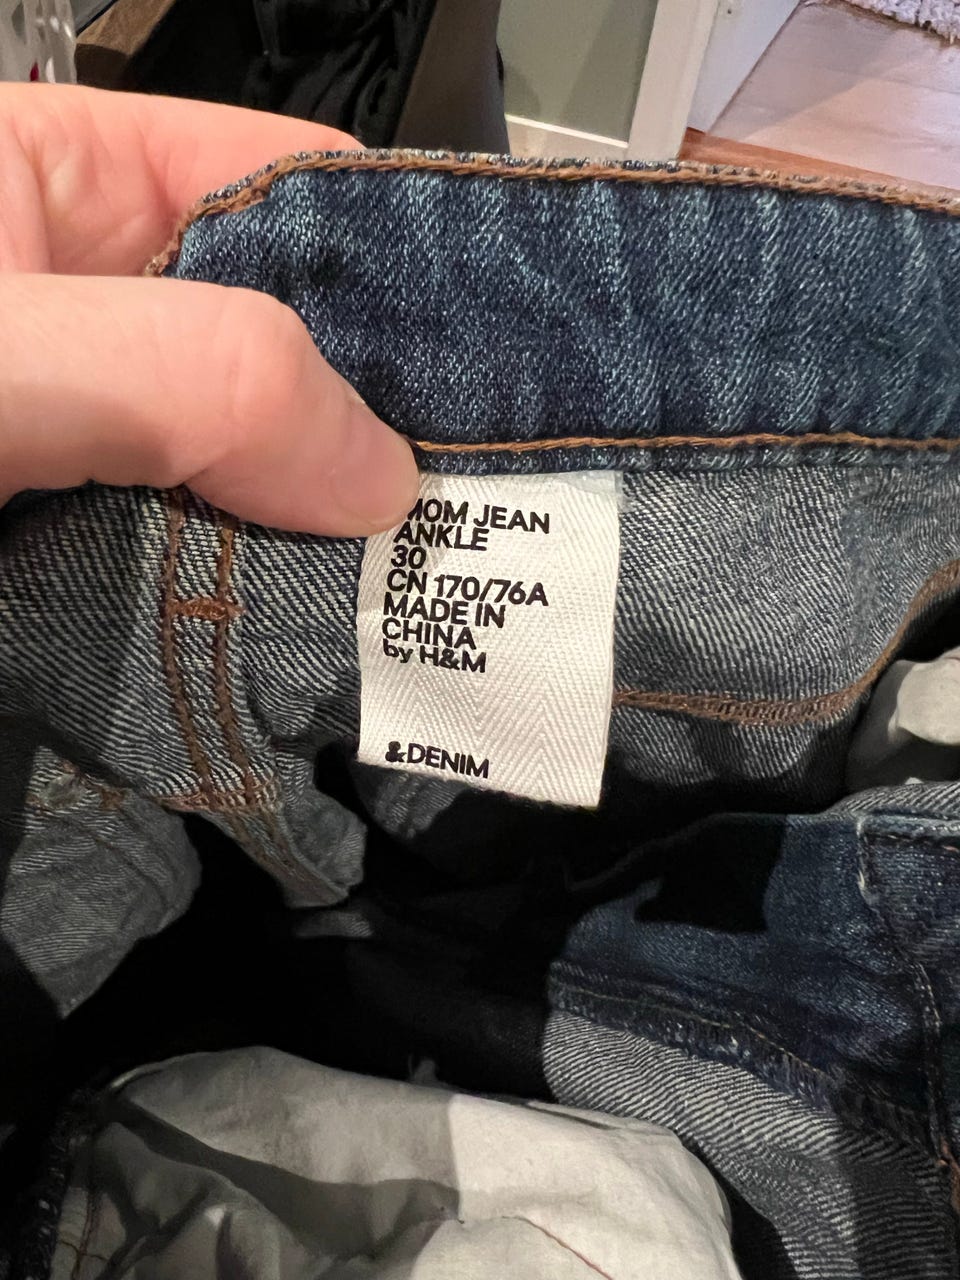 MOM JEAN
ANKLE
30
CN 170/76A
MADE IN
CHINA
by H&M
&DENIM